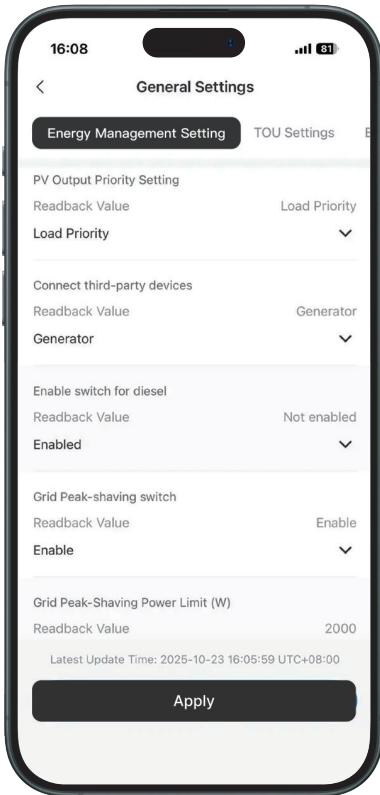 16:08 81
General Settings
Energy Management Setting TOU Settings E
PV Output Priority Setting
Readback Value Load Priority
Load Priority
Connect third-party devices
Readback Value Generator
Generator
Enable switch for diesel
Readback Value Not enabled
Enabled
Grid Peak-shaving switch
Readback Value Enable
Enable
Grid Peak-Shaving Power Limit (W)
Readback Value 2000
Latest Update Time: 2025-10-23 16:05:59 UTC+08:00
Apply